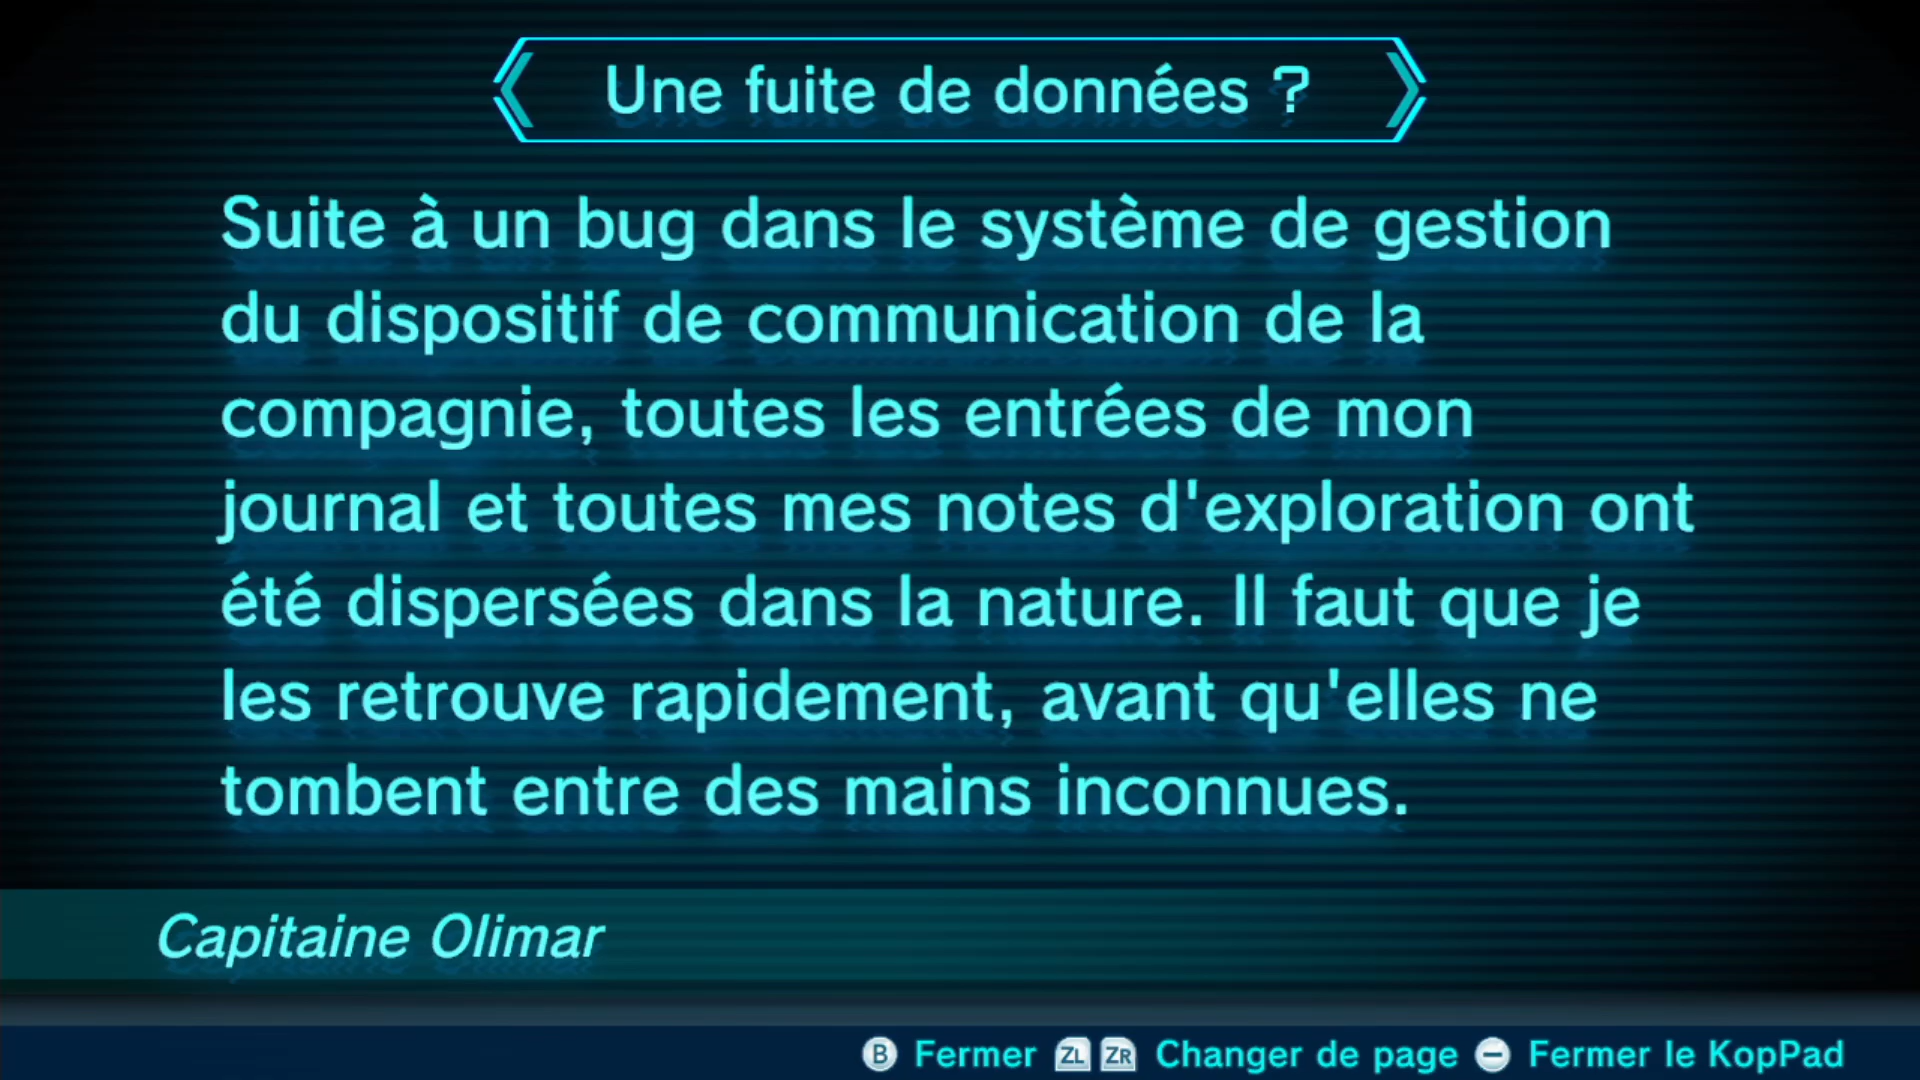 Une fuite de données ?
Suite à un bug dans le système de gestion
du dispositif de communication de la
compagnie, toutes les entrées de mon
journal et toutes mes notes d'exploration ont
été dispersées dans la nature. Il faut que je
les retrouve rapidement, avant qu'elles ne
tombent entre des mains inconnues.
Capitaine Olimar
B Fermer ZL ZR Changer de page − Fermer le KopPad